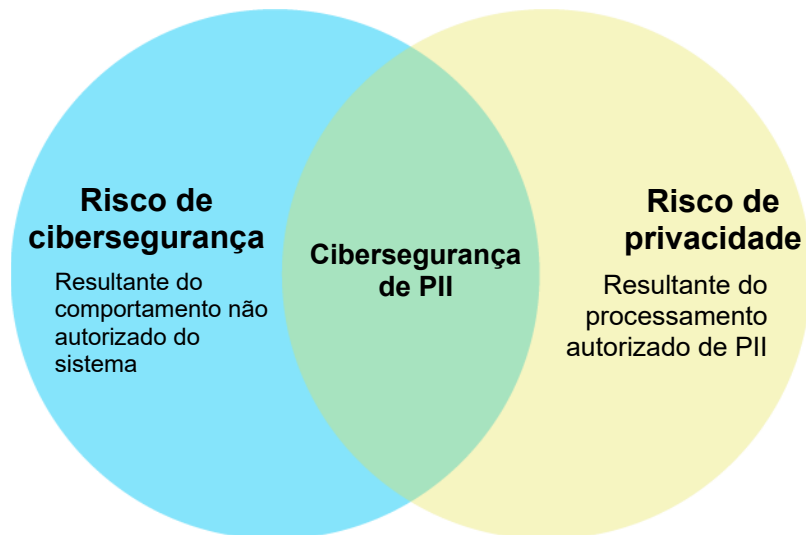 Risco de
cibersegurança
Resultante do
comportamento não
autorizado do
sistema
Cibersegurança
de PII
Risco de
privacidade
Resultante do
processamento
autorizado de PII